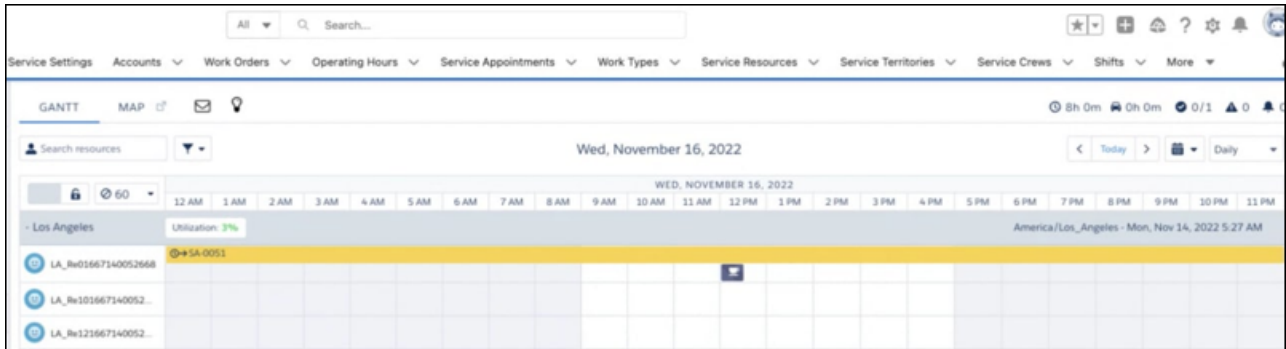 All Search...
Service Settings Accounts Work Orders Operating Hours Service Appointments Work Types Service Resources Service Territories Service Crews Shifts More
GANTT MAP 8h 0m 0h 0m 0/1 0
Search resources Wed, November 16, 2022 < Today > Daily
60 WED, NOVEMBER 16, 2022
12 AM 1 AM 2 AM 3 AM 4 AM 5 AM 6 AM 7 AM 8 AM 9 AM 10 AM 11 AM 12 PM 1 PM 2 PM 3 PM 4 PM 5 PM 6 PM 7 PM 8 PM 9 PM 10 PM 11 PM
- Los Angeles Utilization: 3% America/Los_Angeles - Mon, Nov 14, 2022 5:27 AM
SA-0051
LA_Re01667140052668
LA_Re101667140052...
LA_Re121667140052...